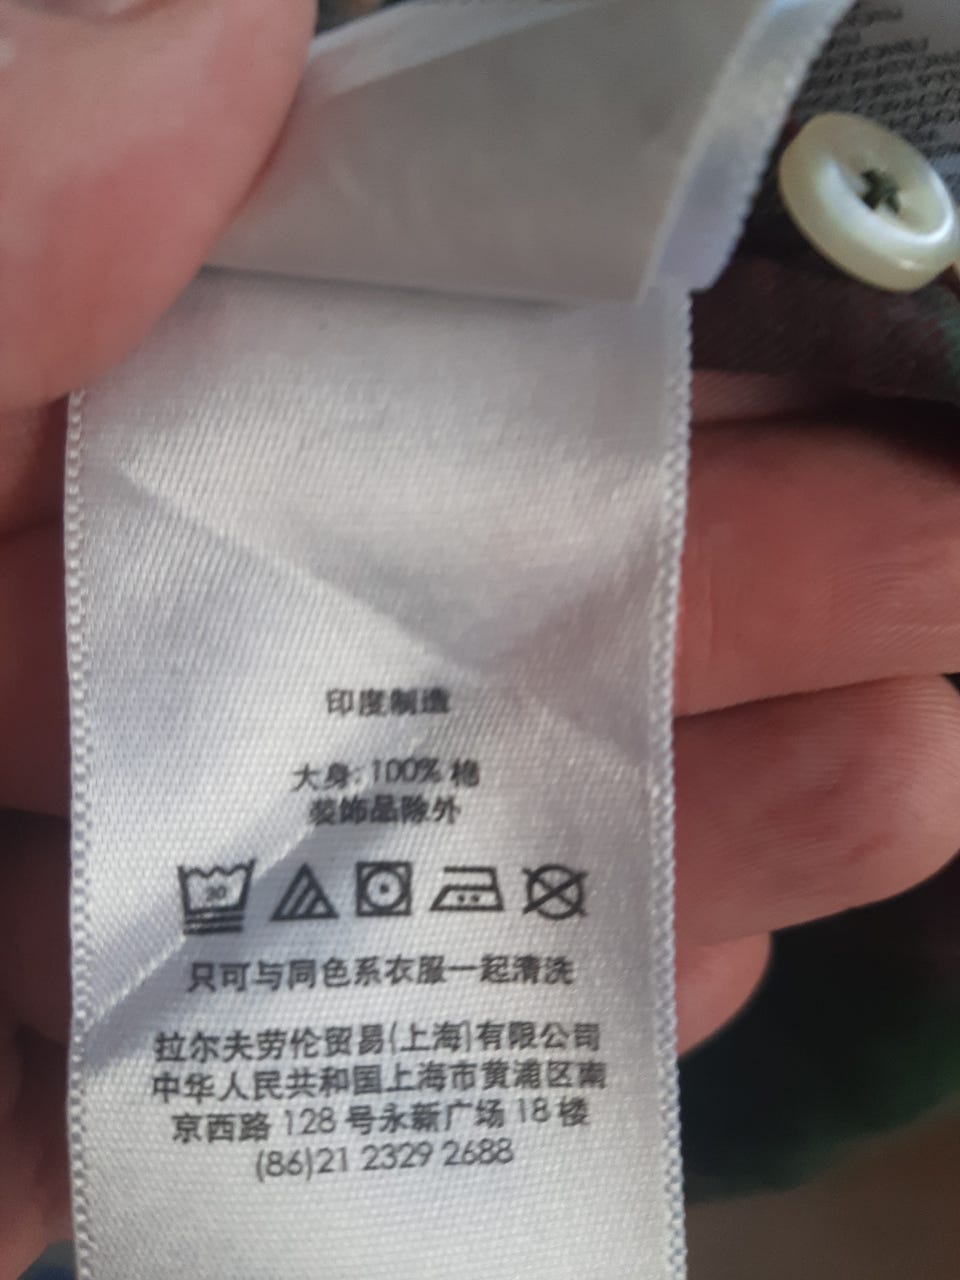 印度制造
大身: 100% 棉
装饰品除外
30
只可与同色系衣服一起清洗
拉尔夫劳伦贸易(上海)有限公司
中华人民共和国上海市黄浦区南
京西路 128 号永新广场 18 楼
(86)21 2329 2688